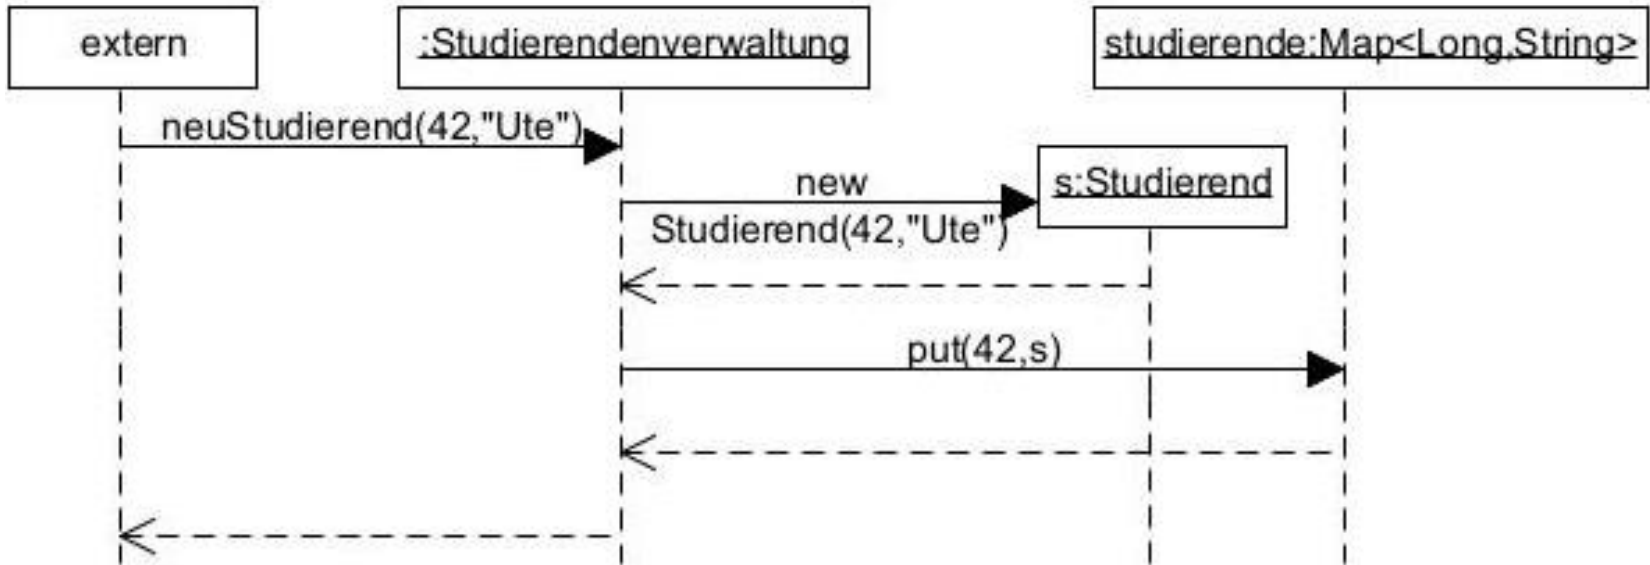 extern
:Studierendenverwaltung
studierende:Map<Long,String>
neuStudierend(42,"Ute")
new
Studierend(42,"Ute")
s:Studierend
put(42,s)